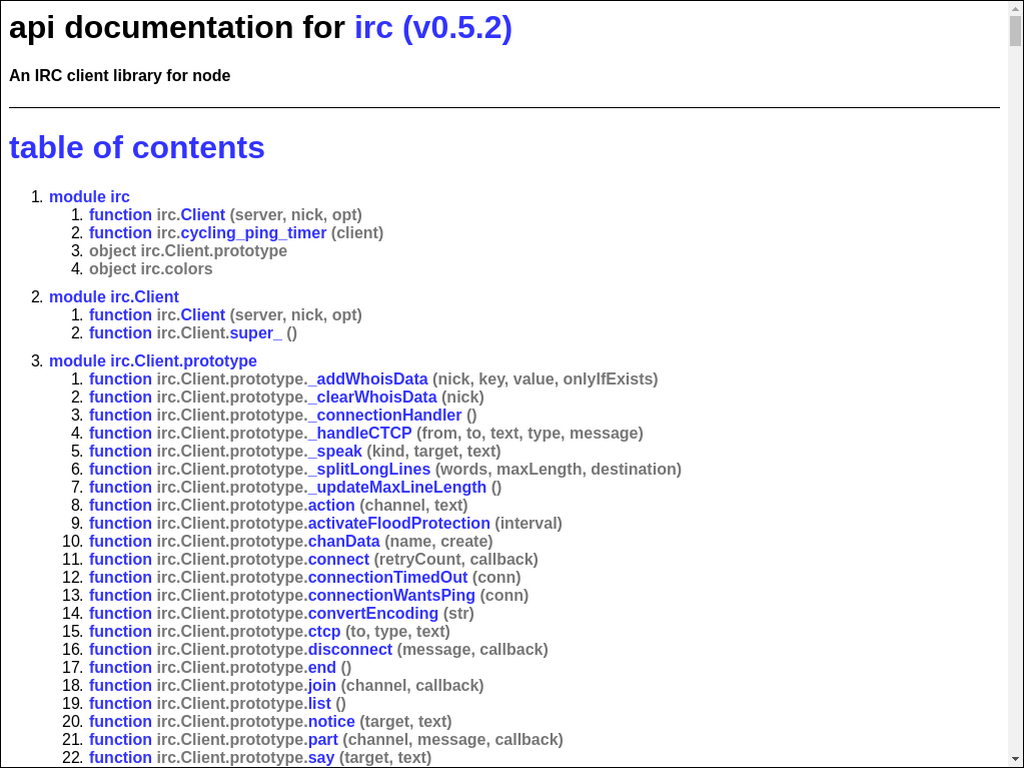 api documentation for irc (v0.5.2)
An IRC client library for node
table of contents
1. module irc
1. function irc.Client (server, nick, opt)
2. function irc.cycling_ping_timer (client)
3. object irc.Client.prototype
4. object irc.colors
2. module irc.Client
1. function irc.Client (server, nick, opt)
2. function irc.Client.super_ ()
3. module irc.Client.prototype
1. function irc.Client.prototype._addWhoisData (nick, key, value, onlyIfExists)
2. function irc.Client.prototype._clearWhoisData (nick)
3. function irc.Client.prototype._connectionHandler ()
4. function irc.Client.prototype._handleCTCP (from, to, text, type, message)
5. function irc.Client.prototype._speak (kind, target, text)
6. function irc.Client.prototype._splitLongLines (words, maxLength, destination)
7. function irc.Client.prototype._updateMaxLineLength ()
8. function irc.Client.prototype.action (channel, text)
9. function irc.Client.prototype.activateFloodProtection (interval)
10. function irc.Client.prototype.chanData (name, create)
11. function irc.Client.prototype.connect (retryCount, callback)
12. function irc.Client.prototype.connectionTimedOut (conn)
13. function irc.Client.prototype.connectionWantsPing (conn)
14. function irc.Client.prototype.convertEncoding (str)
15. function irc.Client.prototype.ctcp (to, type, text)
16. function irc.Client.prototype.disconnect (message, callback)
17. function irc.Client.prototype.end ()
18. function irc.Client.prototype.join (channel, callback)
19. function irc.Client.prototype.list ()
20. function irc.Client.prototype.notice (target, text)
21. function irc.Client.prototype.part (channel, message, callback)
22. function irc.Client.prototype.say (target, text)